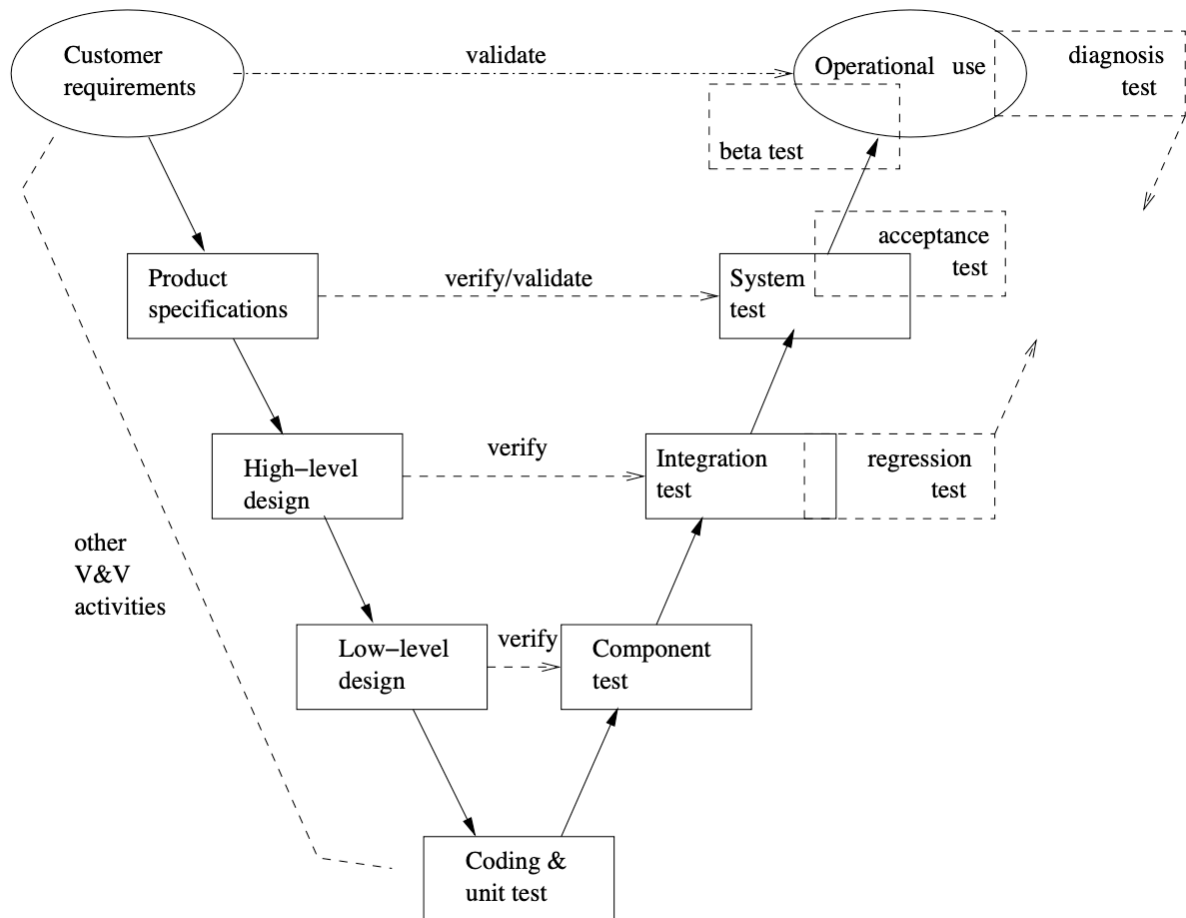 Customer
requirements
validate
Operational use
diagnosis
test
beta test
acceptance
test
Product
specifications
verify/validate
System
test
High-level
design
verify
Integration
test
regression
test
other
V&V
activities
Low-level
design
verify
Component
test
Coding &
unit test